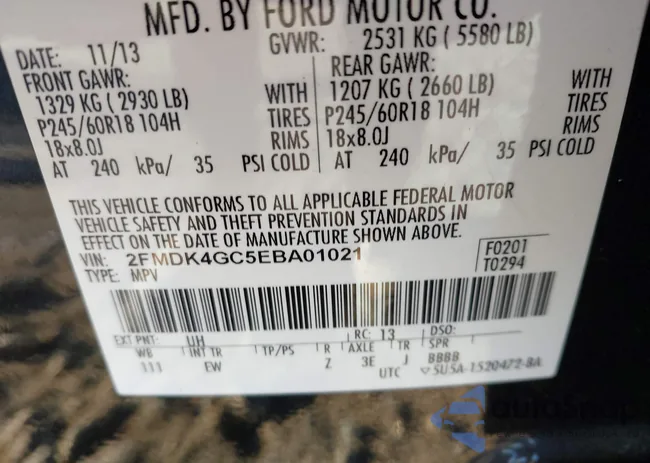 MFD. BY FORD MOTOR CO.
DATE: 11/13 GVWR: 2531 KG ( 5580 LB)
FRONT GAWR: REAR GAWR:
1329 KG ( 2930 LB) WITH 1207 KG ( 2660 LB) WITH
P245/60R18 104H TIRES P245/60R18 104H TIRES
18x8.0J RIMS 18x8.0J RIMS
AT 240 kPa/ 35 PSI COLD AT 240 kPa/ 35 PSI COLD
THIS VEHICLE CONFORMS TO ALL APPLICABLE FEDERAL MOTOR
VEHICLE SAFETY AND THEFT PREVENTION STANDARDS IN
EFFECT ON THE DATE OF MANUFACTURE SHOWN ABOVE.
VIN: 2FMDK4GC5EBA01021 F0201
TYPE: MPV T0294
EXT PNT: UH RC: 13 DSO:
WB INT TR TP/PS R AXLE TR SPR
111 EW Z 3E J BBBB
UTC 5U5A-1520472-BA